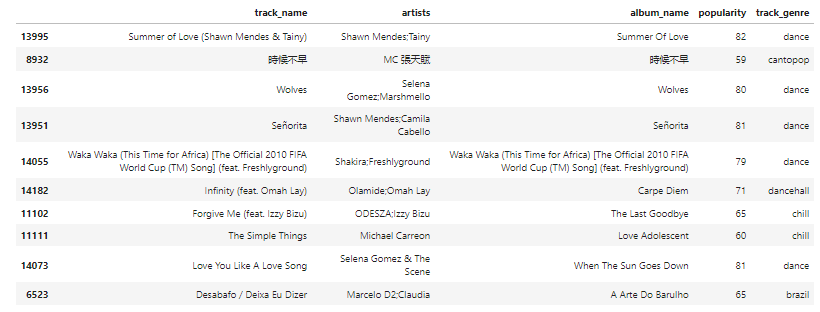 track_name artists album_name popularity track_genre
13995 Summer of Love (Shawn Mendes & Tainy) Shawn Mendes;Tainy Summer Of Love 82 dance
8932 時候不早 MC 張天賦 時候不早 59 cantopop
13956 Wolves Selena Gomez;Marshmello Wolves 80 dance
13951 Señorita Shawn Mendes;Camila Cabello Señorita 81 dance
14055 Waka Waka (This Time for Africa) [The Official 2010 FIFA World Cup (TM) Song] (feat. Freshlyground) Shakira;Freshlyground Waka Waka (This Time for Africa) [The Official 2010 FIFA World Cup (TM) Song] (feat. Freshlyground) 79 dance
14182 Infinity (feat. Omah Lay) Olamide;Omah Lay Carpe Diem 71 dancehall
11102 Forgive Me (feat. Izzy Bizu) ODESZA;Izzy Bizu The Last Goodbye 65 chill
11111 The Simple Things Michael Carreon Love Adolescent 60 chill
14073 Love You Like A Love Song Selena Gomez & The Scene When The Sun Goes Down 81 dance
6523 Desabafo / Deixa Eu Dizer Marcelo D2;Claudia A Arte Do Barulho 65 brazil